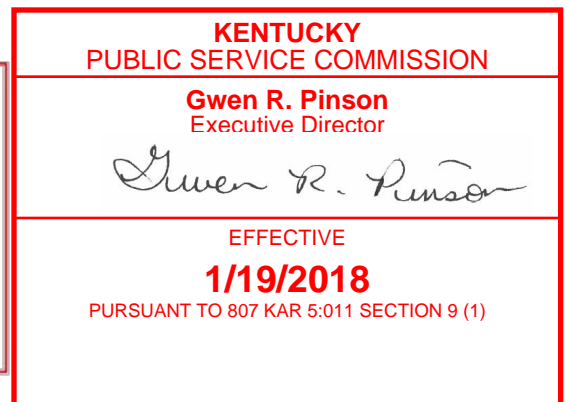 KENTUCKY
PUBLIC SERVICE COMMISSION
Gwen R. Pinson
Executive Director
Gwen R. Pinson
EFFECTIVE
1/19/2018
PURSUANT TO 807 KAR 5:011 SECTION 9 (1)